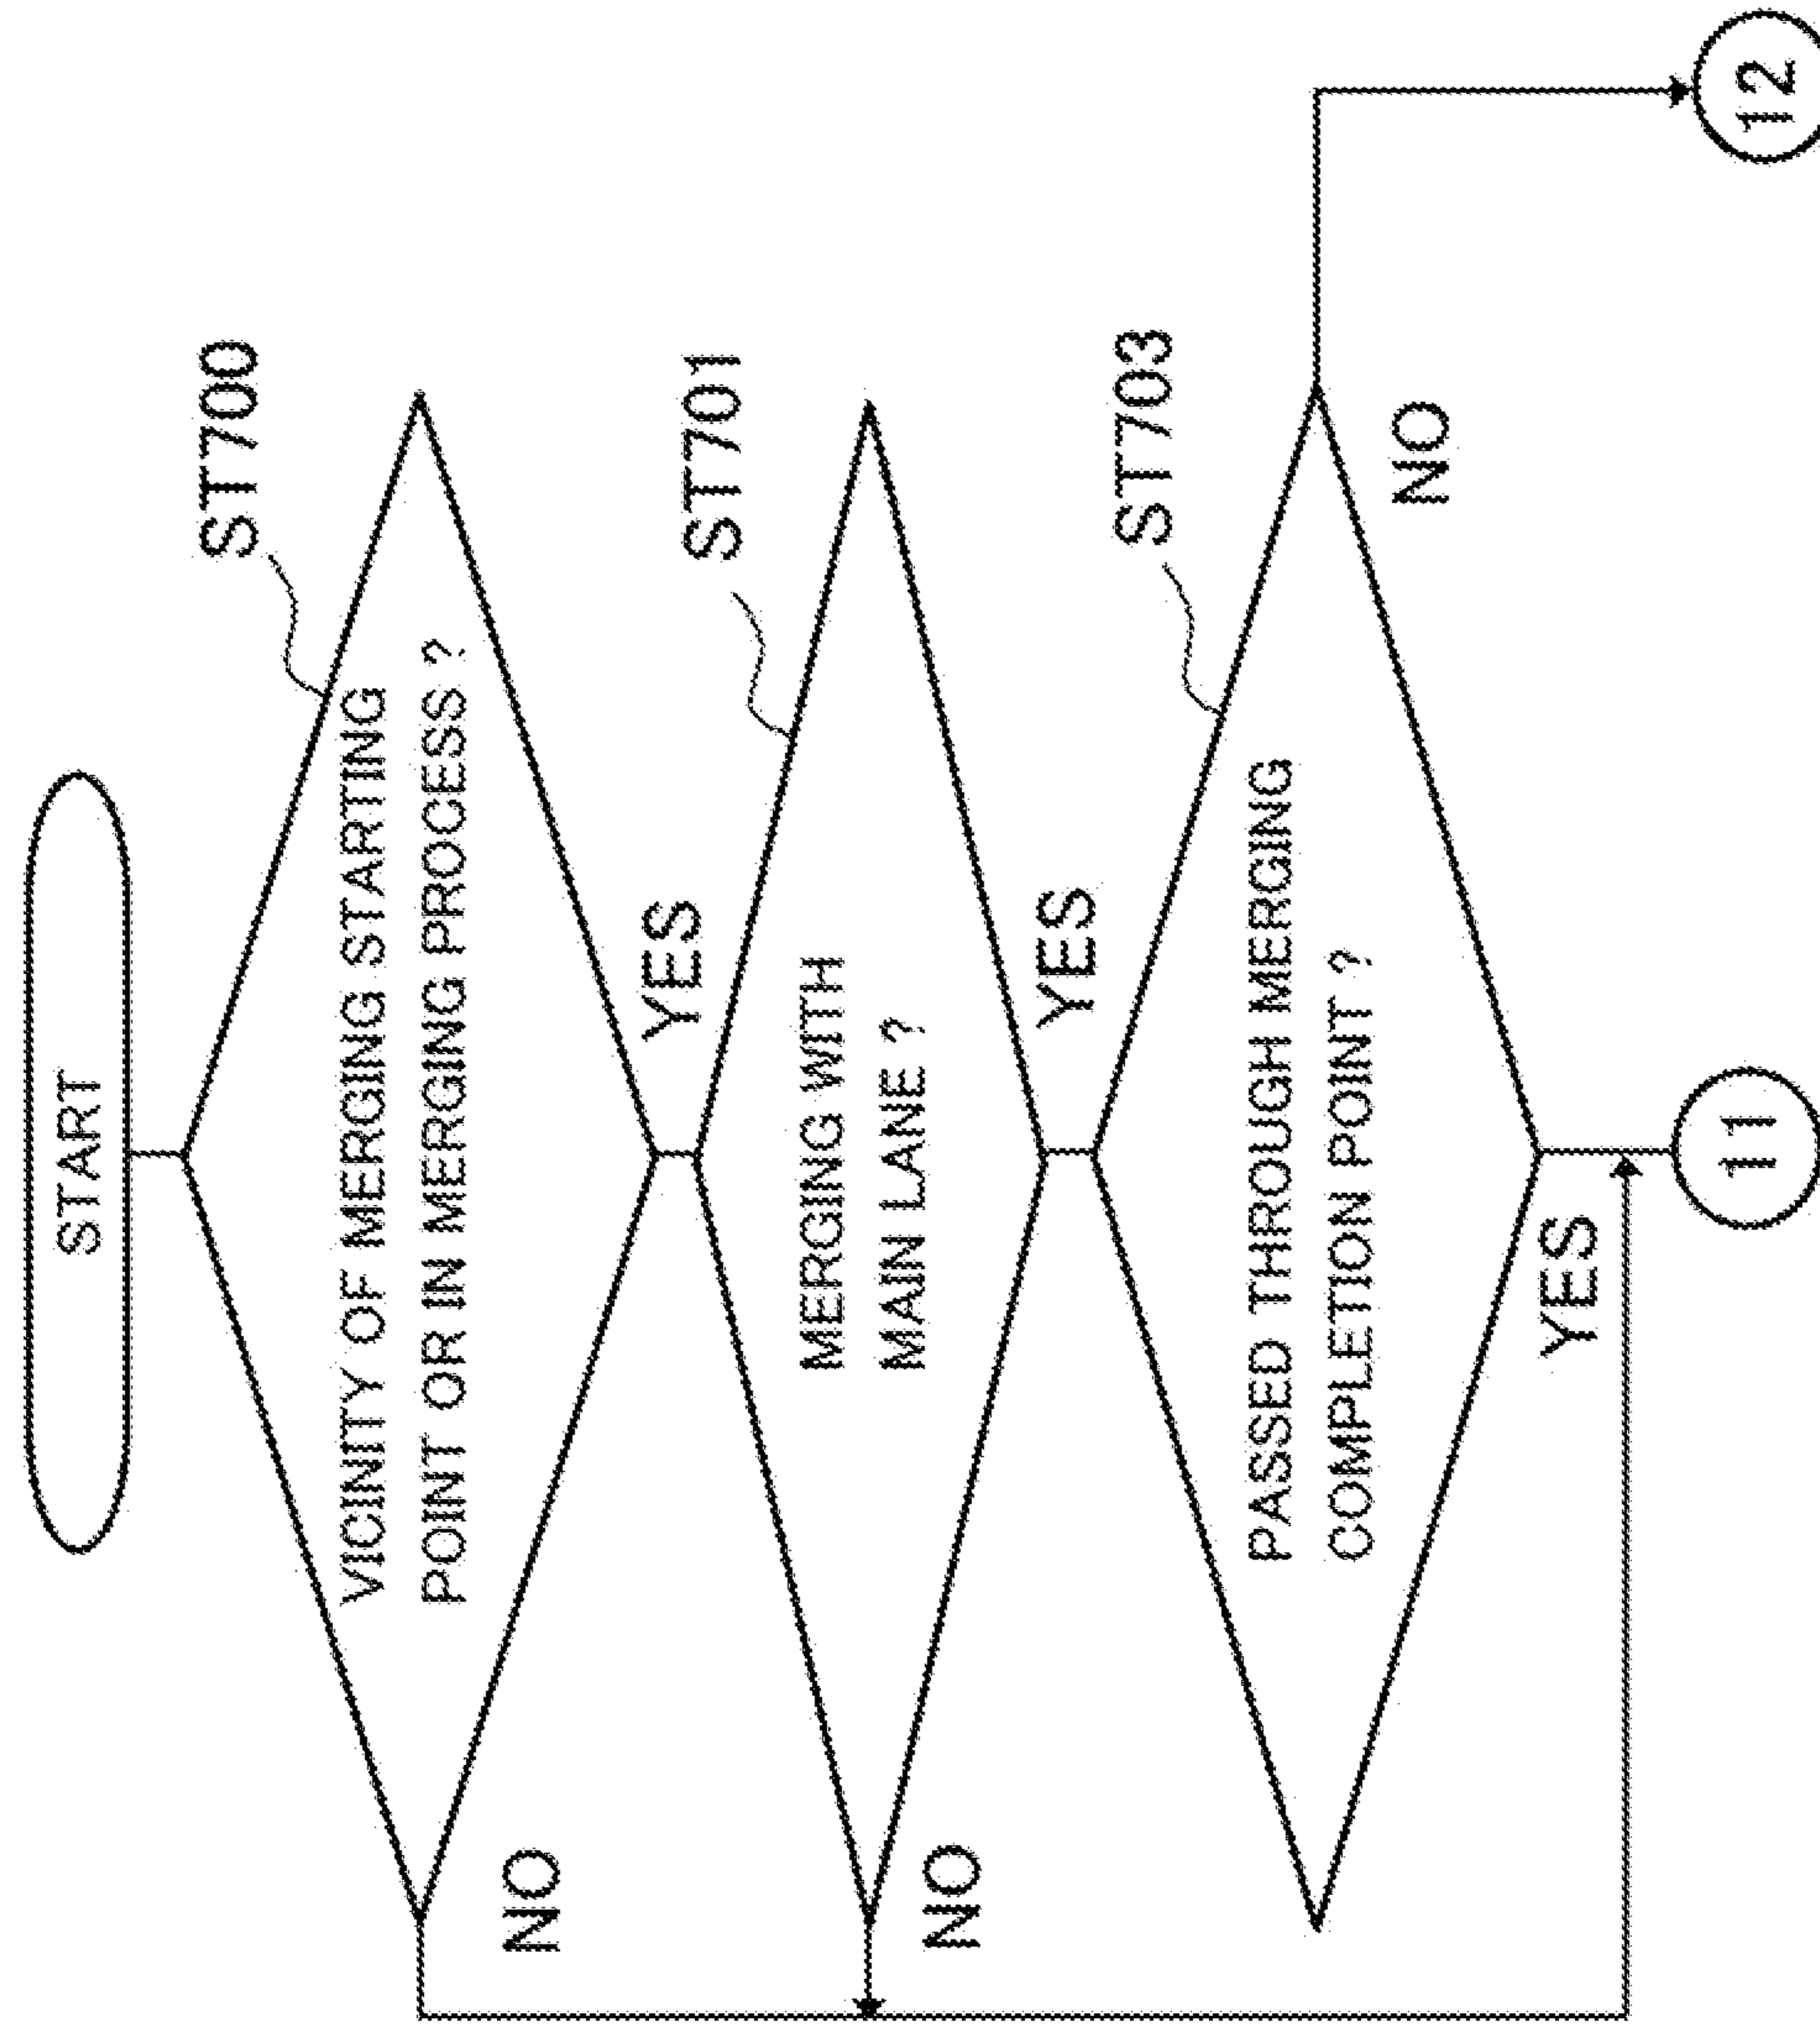 START
ST700
VICINITY OF MERGING STARTING
POINT OR IN MERGING PROCESS ?
NO
YES
ST701
MERGING WITH
MAIN LANE ?
NO
YES
ST703
PASSED THROUGH MERGING
COMPLETION POINT ?
NO
YES
11
12